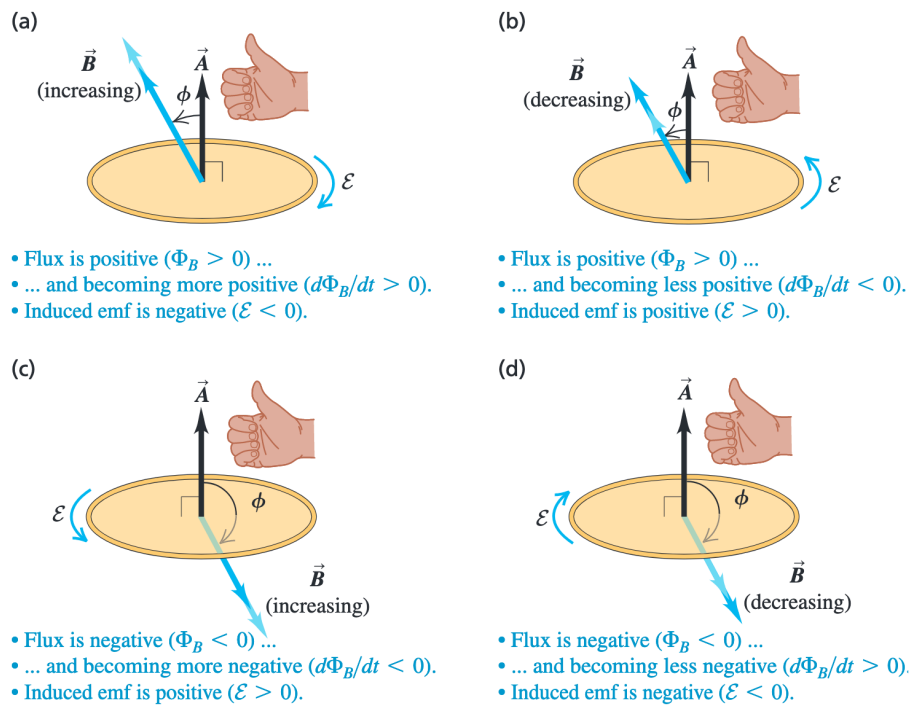 (a)
B⃗
(increasing)
ϕ
A⃗
ℰ
• Flux is positive (Φ_B > 0) ...
• ... and becoming more positive (dΦ_B/dt > 0).
• Induced emf is negative (ℰ < 0).
(b)
B⃗
(decreasing)
ϕ
A⃗
ℰ
• Flux is positive (Φ_B > 0) ...
• ... and becoming less positive (dΦ_B/dt < 0).
• Induced emf is positive (ℰ > 0).
(c)
A⃗
ϕ
ℰ
B⃗
(increasing)
• Flux is negative (Φ_B < 0) ...
• ... and becoming more negative (dΦ_B/dt < 0).
• Induced emf is positive (ℰ > 0).
(d)
A⃗
ϕ
ℰ
B⃗
(decreasing)
• Flux is negative (Φ_B < 0) ...
• ... and becoming less negative (dΦ_B/dt > 0).
• Induced emf is negative (ℰ < 0).